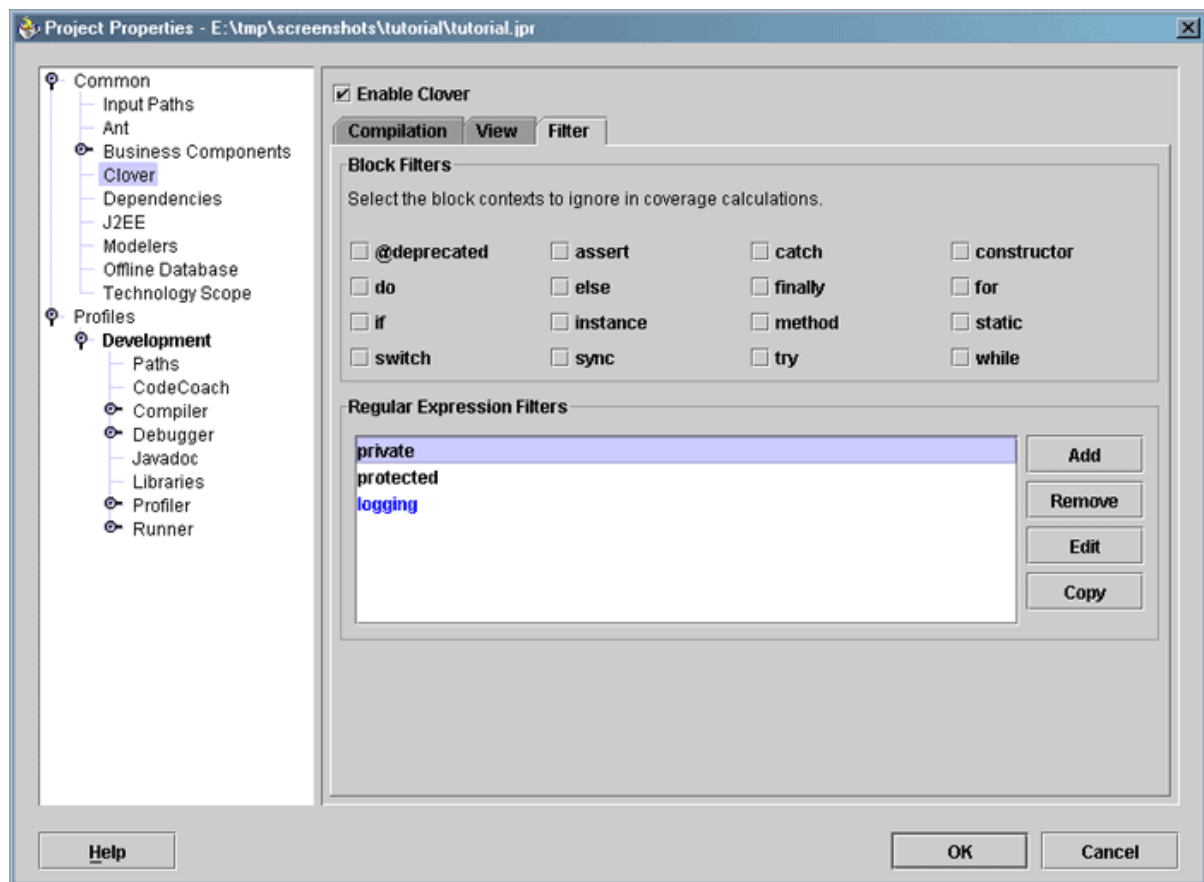 Project Properties - E:\tmp\screenshots\tutorial\tutorial.jpr
Common
Input Paths
Ant
Business Components
Clover
Dependencies
J2EE
Modelers
Offline Database
Technology Scope
Profiles
Development
Paths
CodeCoach
Compiler
Debugger
Javadoc
Libraries
Profiler
Runner
Enable Clover
Compilation View Filter
Block Filters
Select the block contexts to ignore in coverage calculations.
@deprecated assert catch constructor
do else finally for
if instance method static
switch sync try while
Regular Expression Filters
private
protected
logging
Add
Remove
Edit
Copy
Help OK Cancel